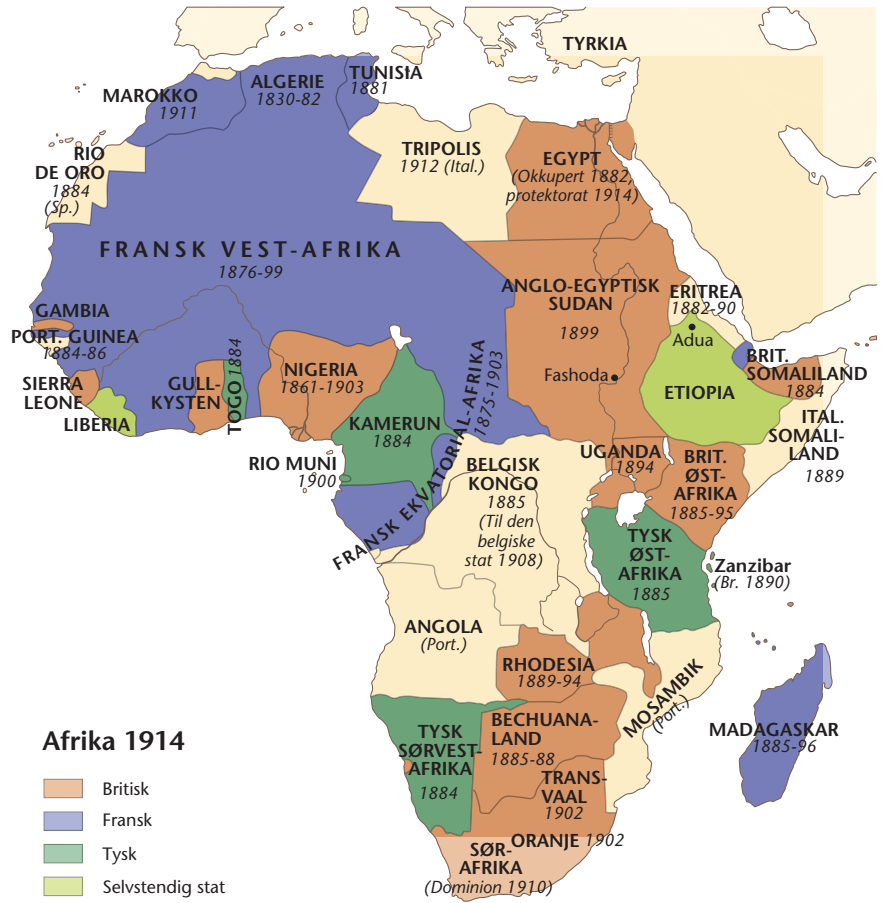 TYRKIA
TUNISIA
1881
ALGERIE
1830-82
MAROKKO
1911
TRIPOLIS
1912 (Ital.)
EGYPT
(Okkupert 1882,
protektorat 1914)
RIO
DE ORO
1884
(Sp.)
FRANSK VEST-AFRIKA
1876-99
ANGLO-EGYPTISK
SUDAN
1899
ERITREA
1882-90
Adua
GAMBIA
PORT. GUINEA
1884-86
SIERRA
LEONE
LIBERIA
GULL-
KYSTEN
TOGO 1884
NIGERIA
1861-1903
KAMERUN
1884
FRANSK EKVATORIAL-AFRIKA
1875-1903
Fashoda
BRIT.
SOMALILAND
1884
ETIOPIA
ITAL.
SOMALI-
LAND
1889
RIO MUNI
1900
BELGISK
KONGO
1885
(Til den
belgiske
stat 1908)
UGANDA
1894
BRIT.
ØST-
AFRIKA
1885-95
TYSK
ØST-
AFRIKA
1885
Zanzibar
(Br. 1890)
ANGOLA
(Port.)
RHODESIA
1889-94
MOSAMBIK
(Port.)
MADAGASKAR
1885-96
TYSK
SØRVEST-
AFRIKA
1884
BECHUANA-
LAND
1885-88
TRANS-
VAAL
1902
ORANJE 1902
SØR-
AFRIKA
(Dominion 1910)
Afrika 1914
Britisk
Fransk
Tysk
Selvstendig stat